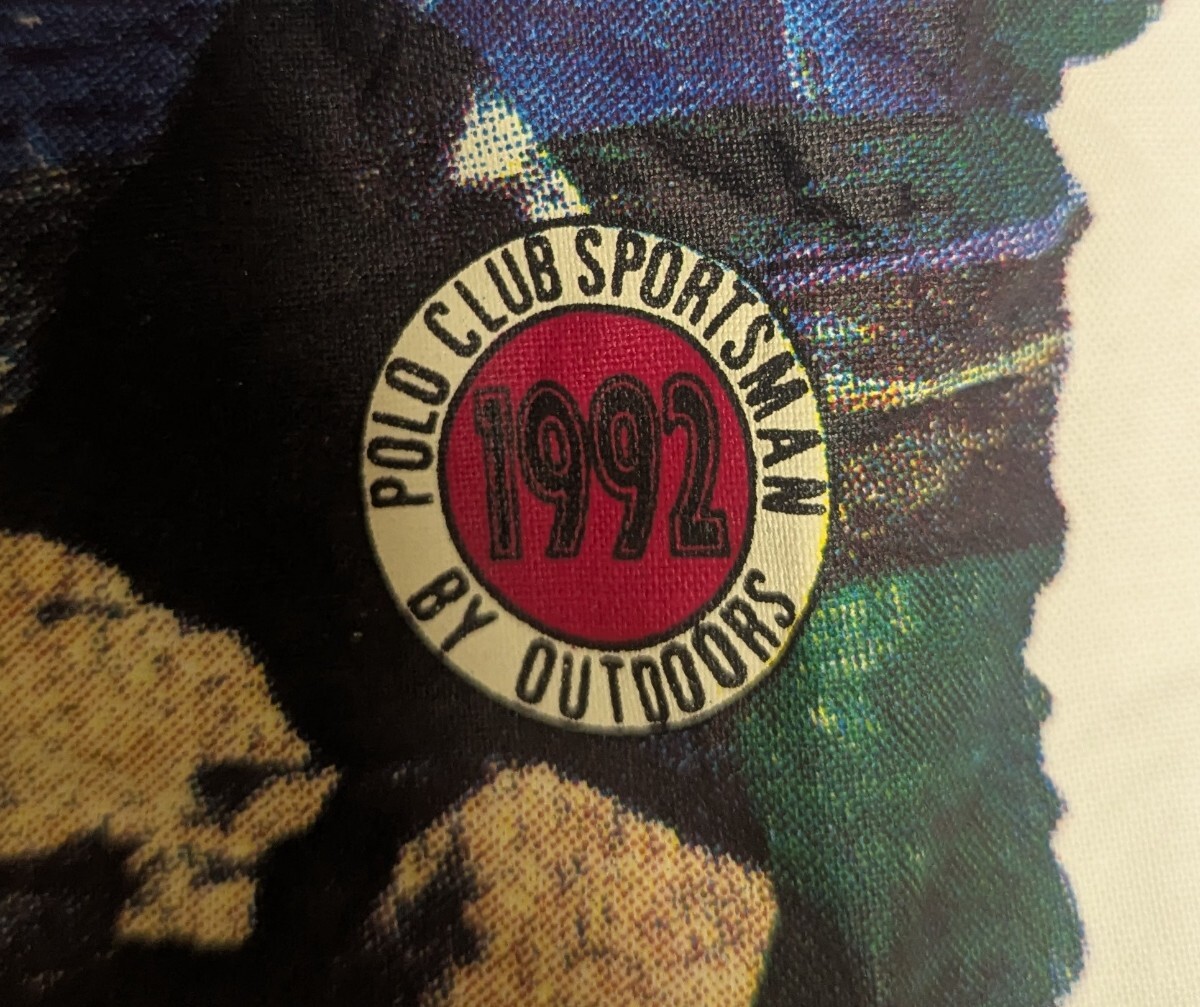 POLO CLUB SPORTSMAN
1992
BY OUTDOORS